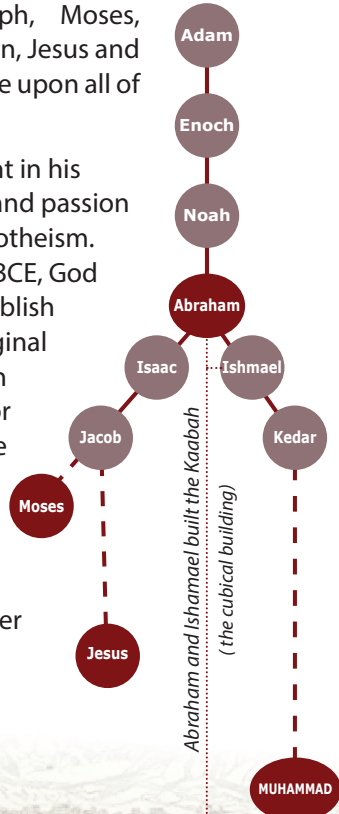 ph, Moses,
n, Jesus and
e upon all of
nt in his
and passion
otheism.
BCE, God
blish
ginal
n
or
e
er
Adam
Enoch
Noah
Abraham
Isaac
Ishmael
Jacob
Kedar
Moses
Jesus
MUHAMMAD
Abraham and Ishamael built the Kaabah
( the cubical building)